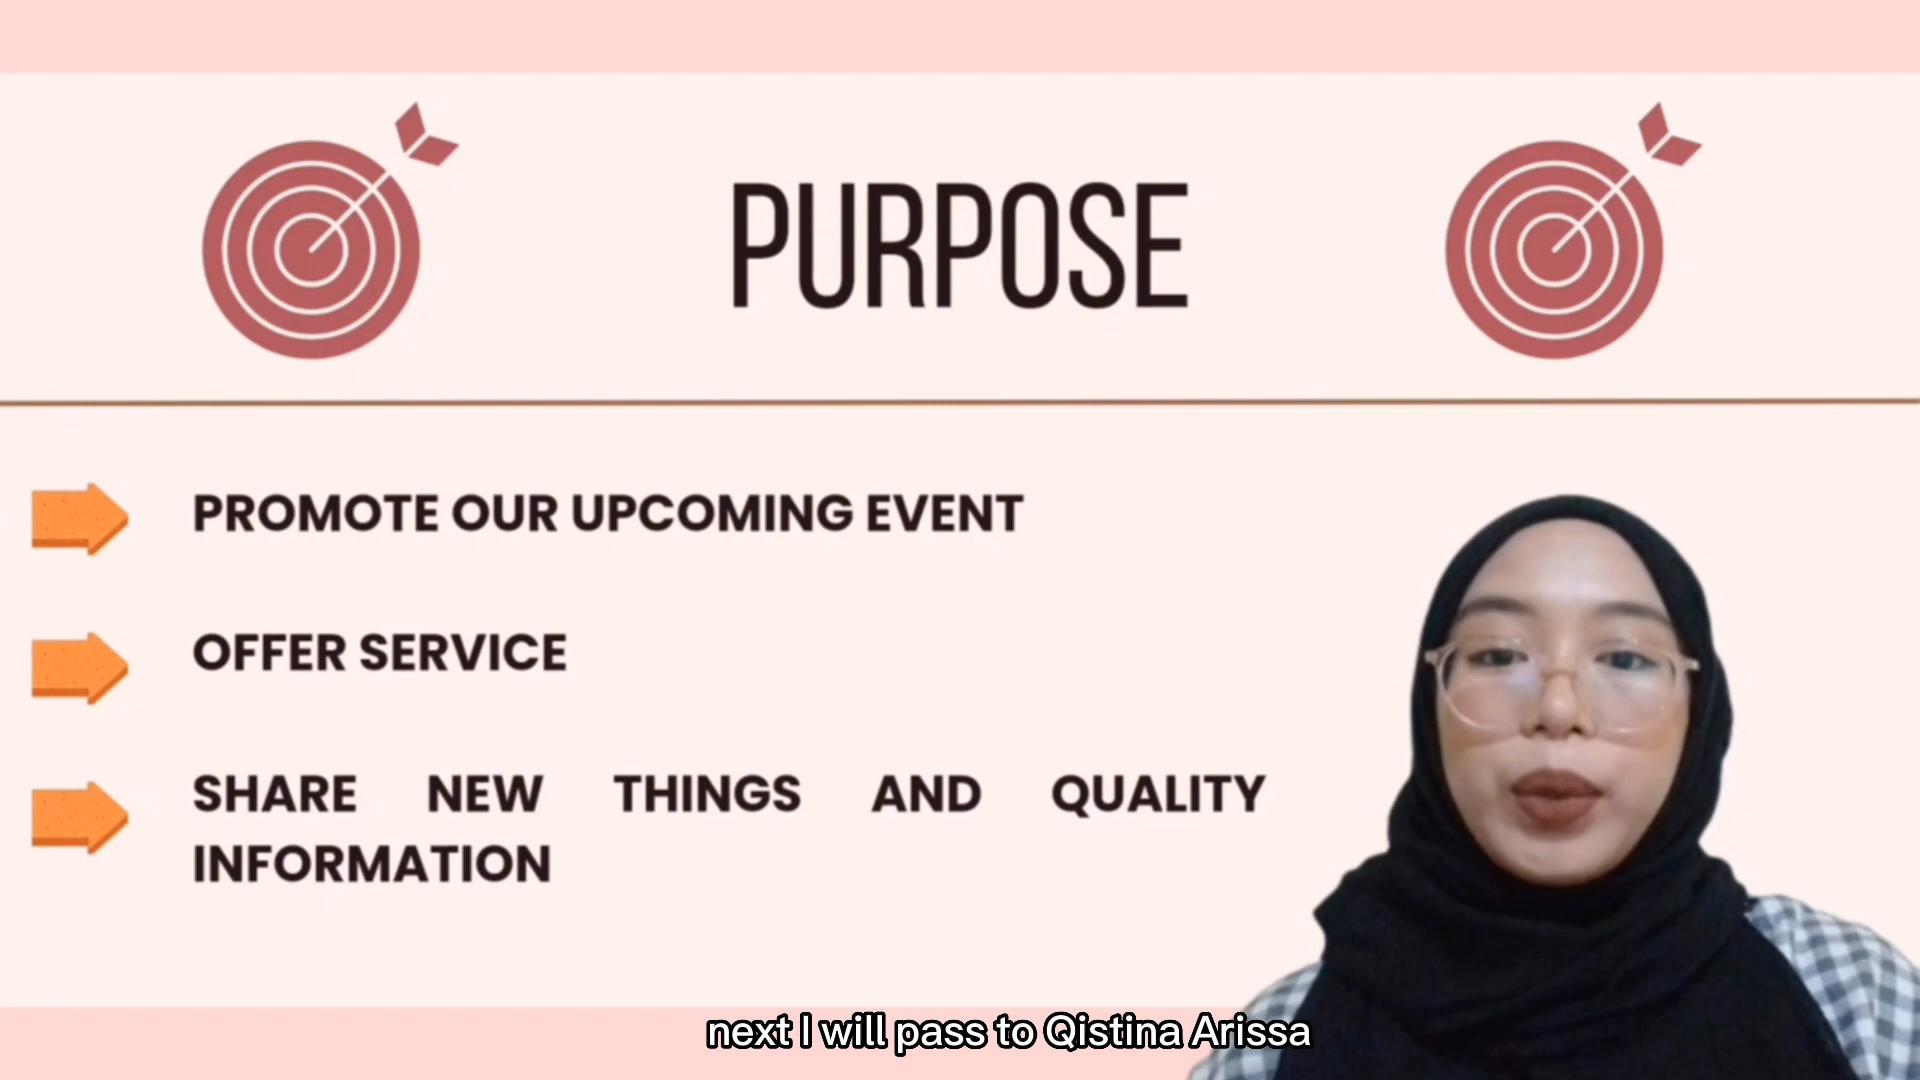 PURPOSE
PROMOTE OUR UPCOMING EVENT
OFFER SERVICE
SHARE NEW THINGS AND QUALITY
INFORMATION
next I will pass to Qistina Arissa